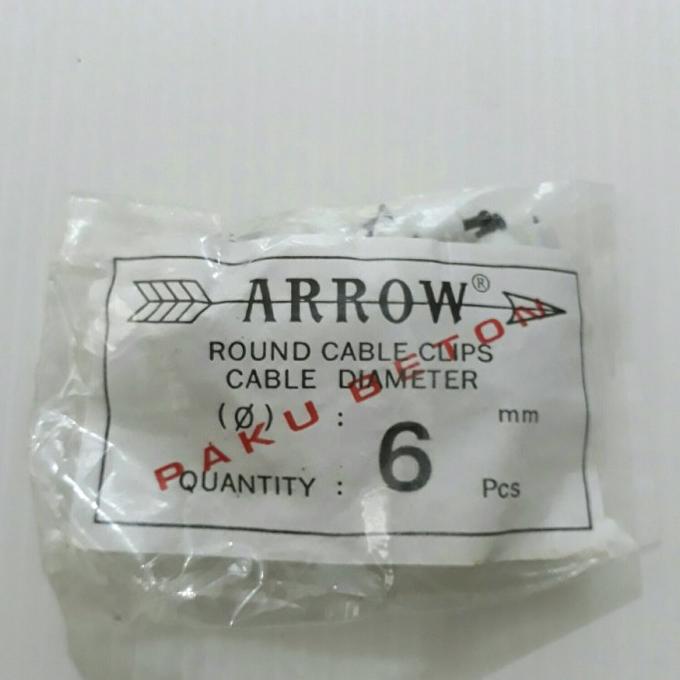 ARROW®
ROUND CABLE CLIPS
CABLE DIAMETER
(Ø) : 6 mm
QUANTITY : Pcs
PAKU BETON